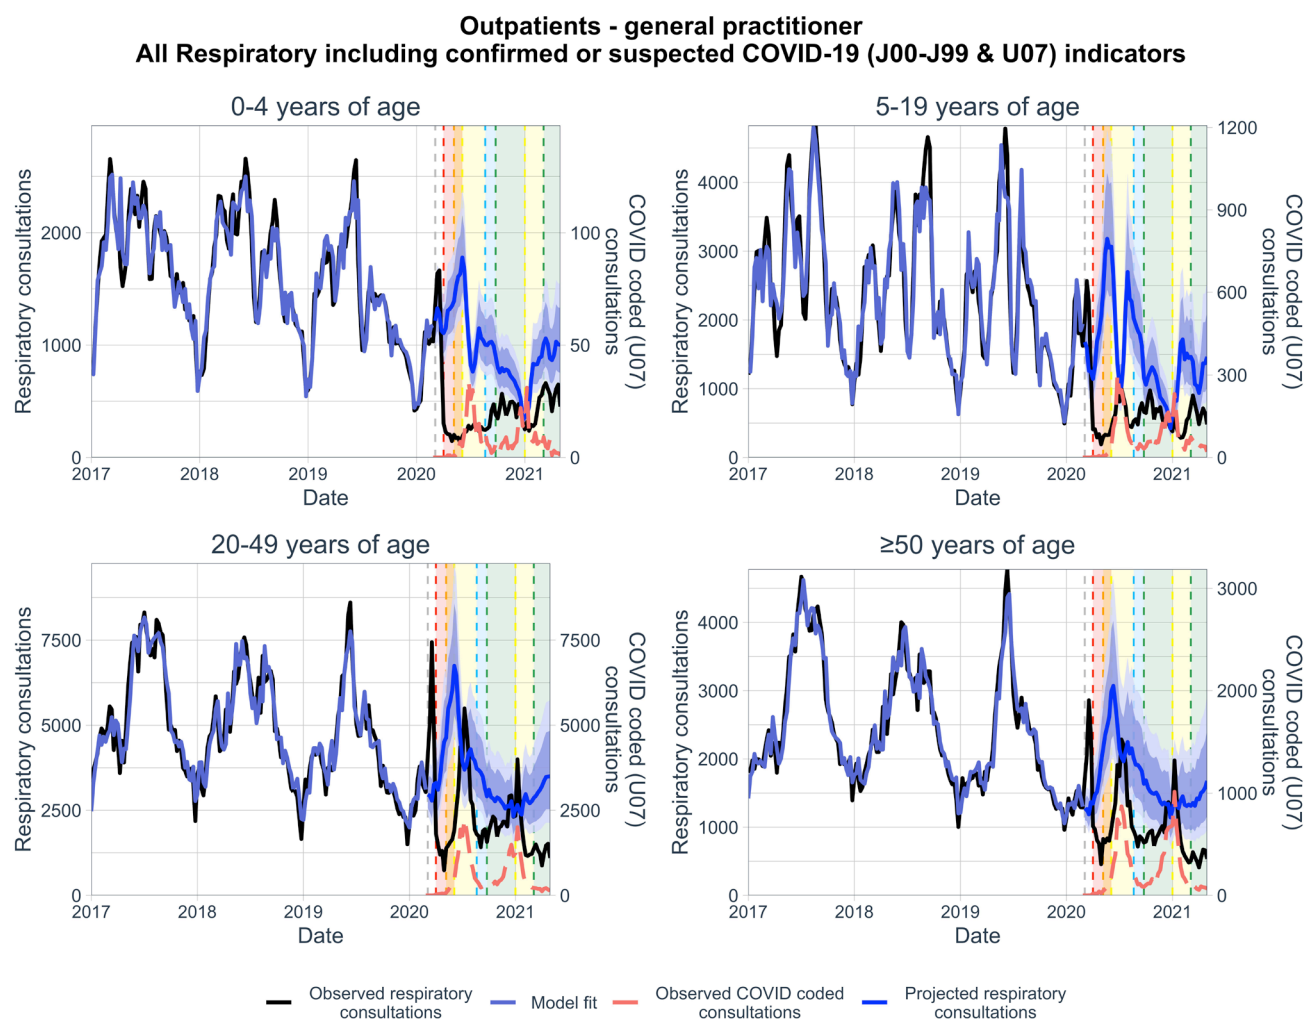 Outpatients - general practitioner
All Respiratory including confirmed or suspected COVID-19 (J00-J99 & U07) indicators
0-4 years of age
Respiratory consultations
2000
1000
0
100
50
0
COVID coded (U07)
consultations
2017 2018 2019 2020 2021
Date
5-19 years of age
Respiratory consultations
4000
3000
2000
1000
0
1200
900
600
300
0
COVID coded (U07)
consultations
2017 2018 2019 2020 2021
Date
20-49 years of age
Respiratory consultations
7500
5000
2500
0
7500
5000
2500
0
COVID coded (U07)
consultations
2017 2018 2019 2020 2021
Date
≥50 years of age
Respiratory consultations
4000
3000
2000
1000
0
3000
2000
1000
0
COVID coded (U07)
consultations
2017 2018 2019 2020 2021
Date
Observed respiratory
consultations
Model fit
Observed COVID coded
consultations
Projected respiratory
consultations